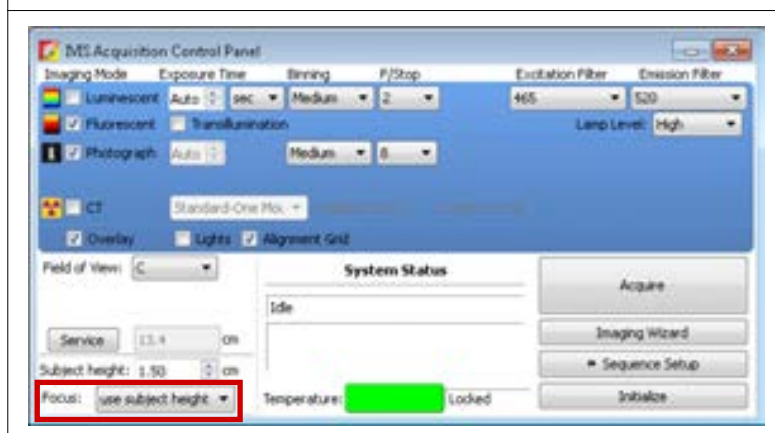 IVIS Acquisition Control Panel
Imaging Mode Exposure Time Binning F/Stop Excitation Filter Emission Filter
Luminescent Auto sec Medium 2 465 520
Fluorescent Transillumination Lamp Level: High
Photograph Auto Medium 8
CT Standard-One
Overlay Lights Alignment Grid
Field of View: C System Status
Acquire
Idle
Service 13.4 cm Imaging Wizard
Subject height: 1.50 cm Sequence Setup
Focus: use subject height Temperature: Locked Initialize